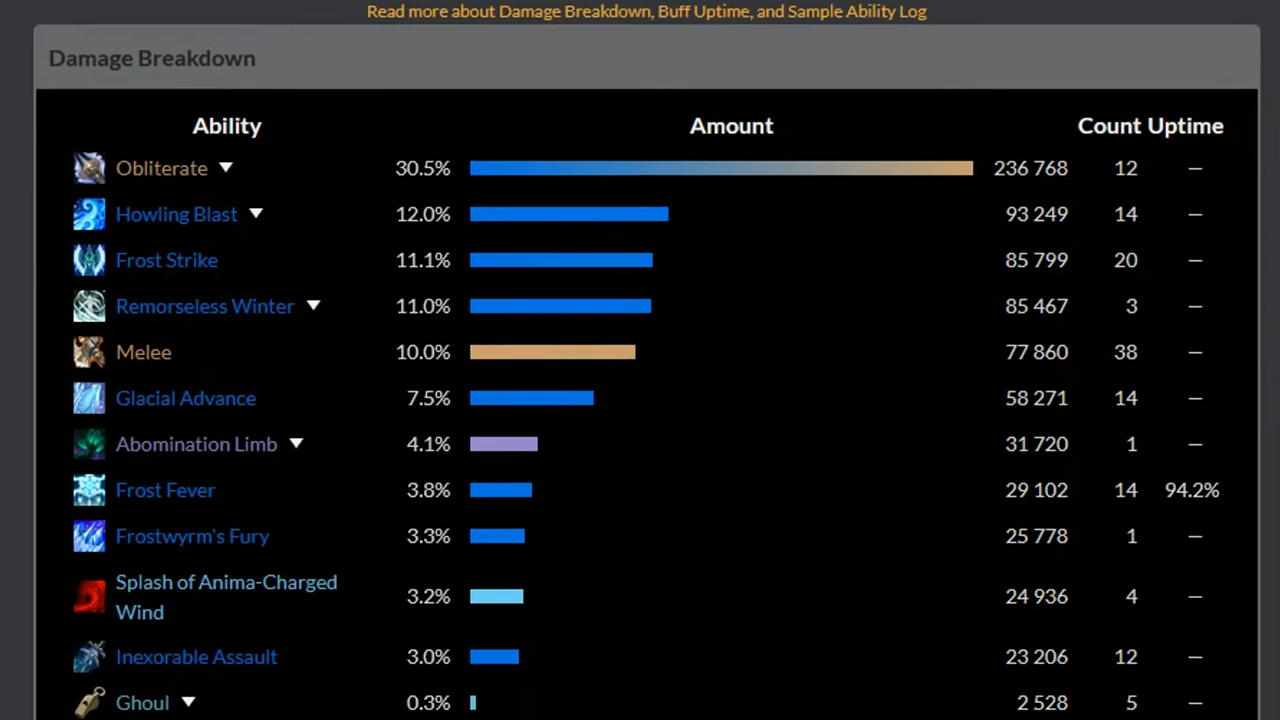 Read more about Damage Breakdown, Buff Uptime, and Sample Ability Log
Damage Breakdown
Ability Amount Count Uptime
Obliterate 30.5% 236 768 12 —
Howling Blast 12.0% 93 249 14 —
Frost Strike 11.1% 85 799 20 —
Remorseless Winter 11.0% 85 467 3 —
Melee 10.0% 77 860 38 —
Glacial Advance 7.5% 58 271 14 —
Abomination Limb 4.1% 31 720 1 —
Frost Fever 3.8% 29 102 14 94.2%
Frostwyrm's Fury 3.3% 25 778 1 —
Splash of Anima-Charged
Wind 3.2% 24 936 4 —
Inexorable Assault 3.0% 23 206 12 —
Ghoul 0.3% 2 528 5 —